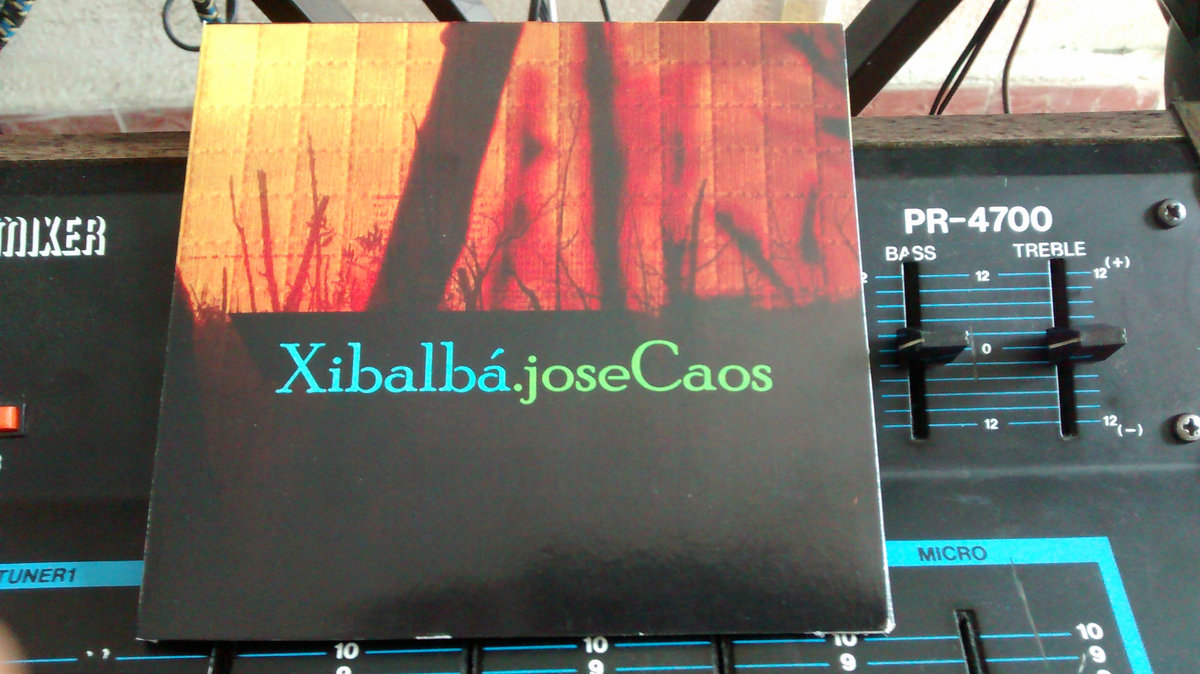 MIXER
PR-4700
BASS TREBLE
12 12 (+)
Xibalbá.joseCaos
0
12 12 (-)
TUNER1
MICRO
10 10 10 10
9 9 9 9